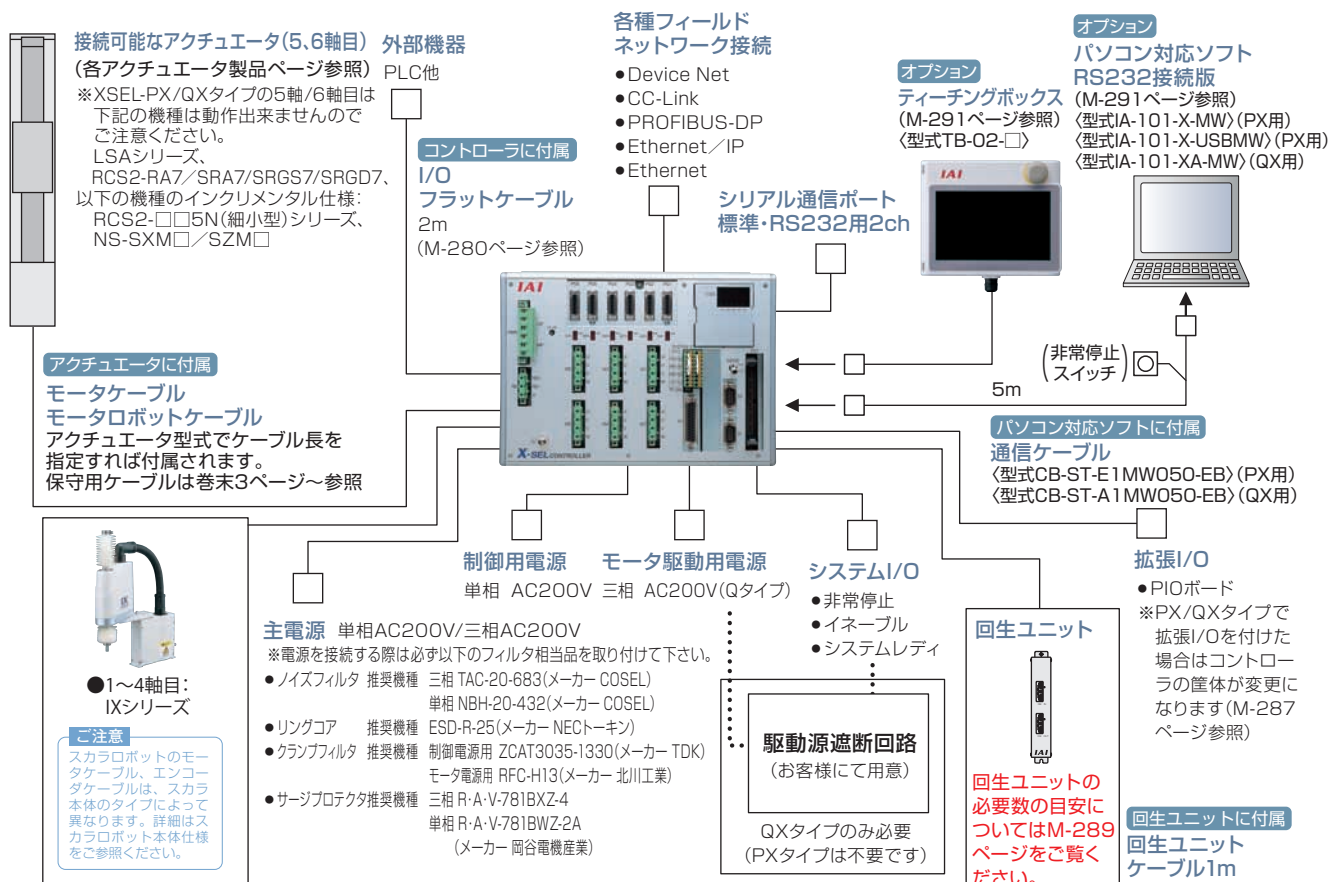 接続可能なアクチュエータ(5、6軸目)
(各アクチュエータ製品ページ参照)
※XSEL-PX/QXタイプの5軸/6軸目は
下記の機種は動作出来ませんので
ご注意ください。
LSAシリーズ、
RCS2-RA7/SRA7/SRGS7/SRGD7、
以下の機種のインクリメンタル仕様:
RCS2-□□5N(細小型)シリーズ、
NS-SXM□/SZM□
外部機器
PLC他
コントローラに付属
I/O
フラットケーブル
2m
(M-280ページ参照)
各種フィールド
ネットワーク接続
●Device Net
●CC-Link
●PROFIBUS-DP
●Ethernet/IP
●Ethernet
シリアル通信ポート
標準・RS232用2ch
オプション
ティーチングボックス
(M-291ページ参照)
〈型式TB-02-□〉
IAI
オプション
パソコン対応ソフト
RS232接続版
(M-291ページ参照)
〈型式IA-101-X-MW〉(PX用)
〈型式IA-101-X-USBMW〉(PX用)
〈型式IA-101-XA-MW〉(QX用)
(非常停止
スイッチ)
5m
IAI
X-SEL CONTROLLER
アクチュエータに付属
モータケーブル
モータロボットケーブル
アクチュエータ型式でケーブル長を
指定すれば付属されます。
保守用ケーブルは巻末3ページ〜参照
パソコン対応ソフトに付属
通信ケーブル
〈型式CB-ST-E1MW050-EB〉(PX用)
〈型式CB-ST-A1MW050-EB〉(QX用)
●1〜4軸目:
IXシリーズ
ご注意
スカラロボットのモー
タケーブル、エンコー
ダケーブルは、スカラ
本体のタイプによって
異なります。詳細はス
カラロボット本体仕様
をご参照ください。
主電源 単相AC200V/三相AC200V
※電源を接続する際は必ず以下のフィルタ相当品を取り付けて下さい。
●ノイズフィルタ 推奨機種 三相 TAC-20-683(メーカー COSEL)
単相 NBH-20-432(メーカー COSEL)
●リングコア 推奨機種 ESD-R-25(メーカー NECトーキン)
●クランプフィルタ 推奨機種 制御電源用 ZCAT3035-1330(メーカー TDK)
モータ電源用 RFC-H13(メーカー 北川工業)
●サージプロテクタ推奨機種 三相 R・A・V-781BXZ-4
単相 R・A・V-781BWZ-2A
(メーカー 岡谷電機産業)
制御用電源
単相 AC200V
モータ駆動用電源
三相 AC200V(Qタイプ)
システムI/O
●非常停止
●イネーブル
●システムレディ
駆動源遮断回路
(お客様にて用意)
QXタイプのみ必要
(PXタイプは不要です)
回生ユニット
IAI
回生ユニットの
必要数の目安に
ついてはM-289
ページをご覧く
ださい。
拡張I/O
●PIOボード
※PX/QXタイプで
拡張I/Oを付けた
場合はコントロー
ラの筐体が変更に
なります(M-287
ページ参照)
回生ユニットに付属
回生ユニット
ケーブル1m